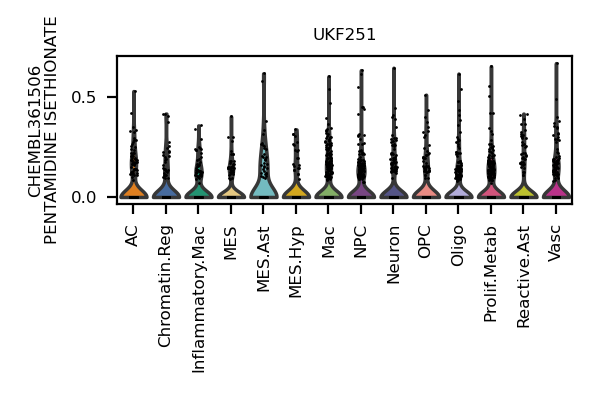 UKF251
CHEMBL361506
PENTAMIDINE ISETHIONATE
0.5
0.0
AC
Chromatin.Reg
Inflammatory.Mac
MES
MES.Ast
MES.Hyp
Mac
NPC
Neuron
OPC
Oligo
Prolif.Metab
Reactive.Ast
Vasc